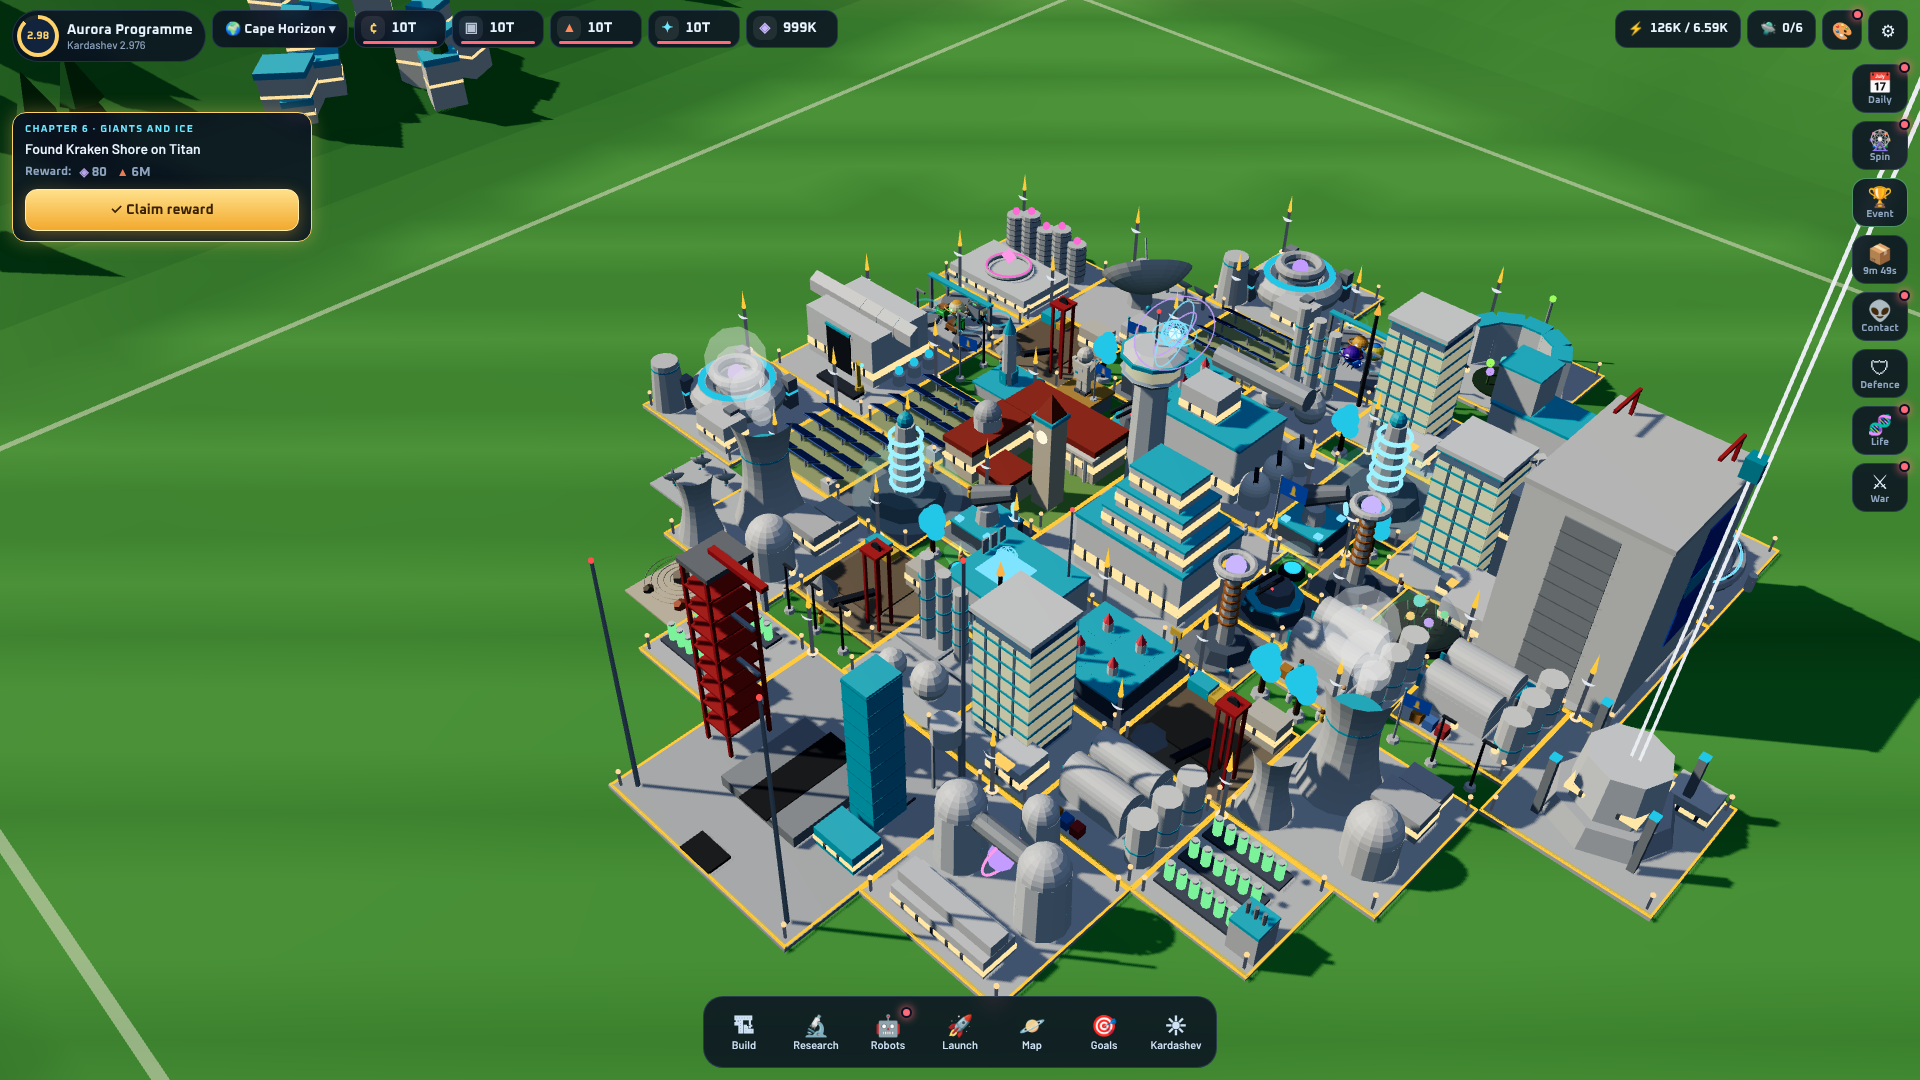 2.98
Aurora Programme
Kardashev 2.976
Cape Horizon ▾
10T
10T
10T
10T
999K
126K / 6.59K
0/6
CHAPTER 6 · GIANTS AND ICE
Found Kraken Shore on Titan
Reward: 80 6M
✓ Claim reward
17
Daily
Spin
Event
9m 49s
Contact
Defence
Life
War
Build
Research
Robots
Launch
Map
Goals
Kardashev